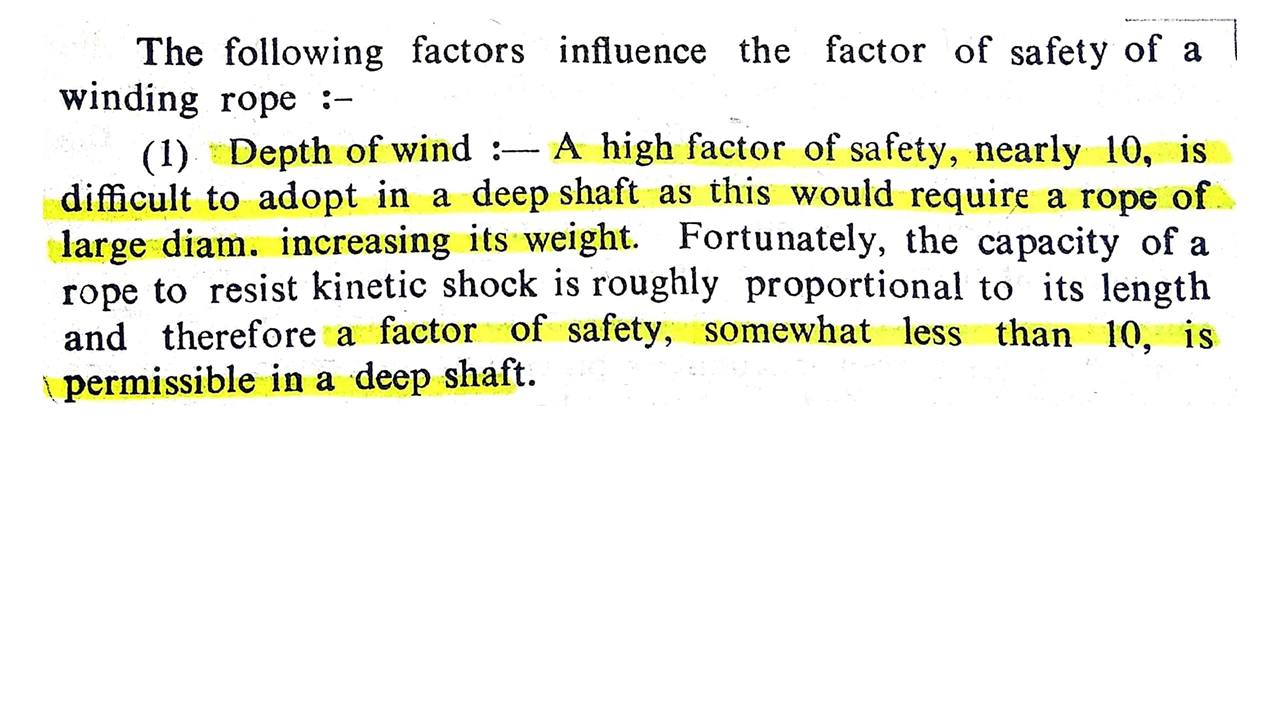 The following factors influence the factor of safety of a
winding rope :–
(1) Depth of wind :— A high factor of safety, nearly 10, is
difficult to adopt in a deep shaft as this would require a rope of
large diam. increasing its weight. Fortunately, the capacity of a
rope to resist kinetic shock is roughly proportional to its length
and therefore a factor of safety, somewhat less than 10, is
permissible in a deep shaft.